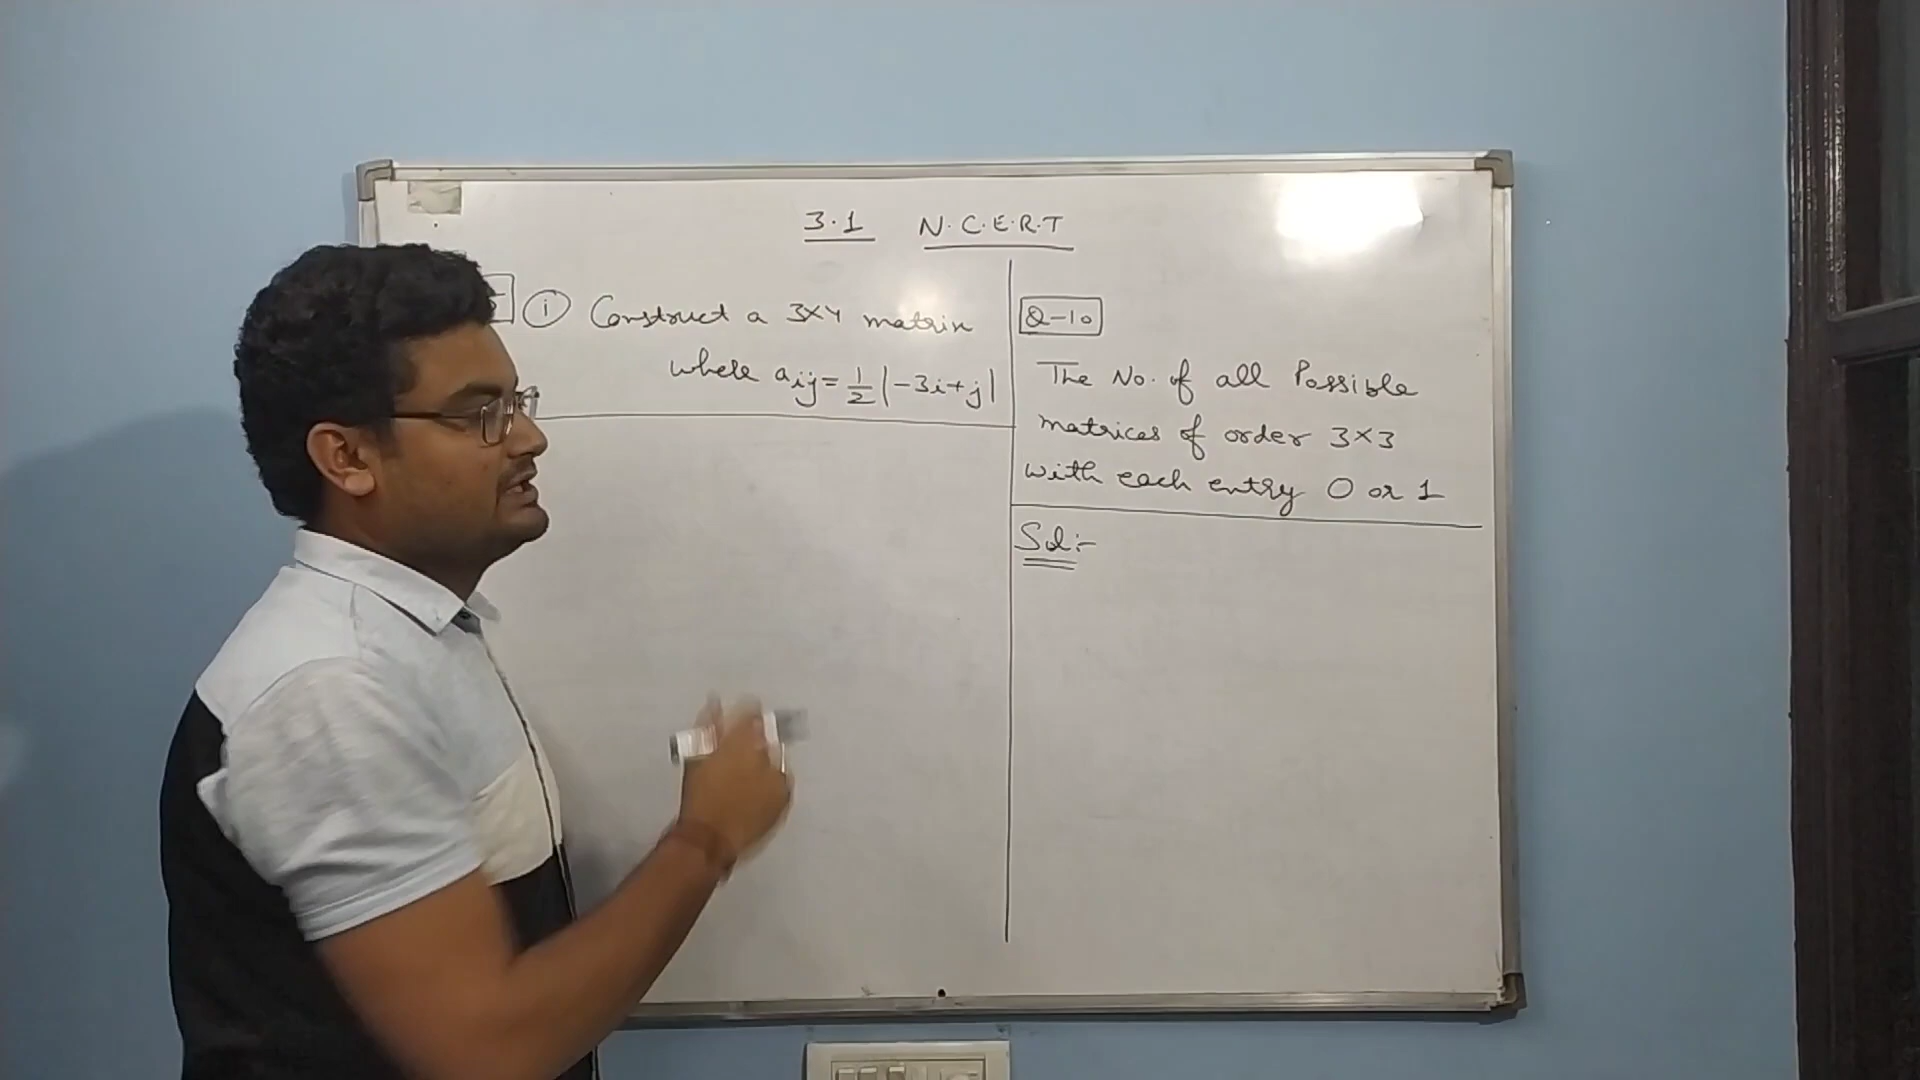 3.1 N.C.E.R.T
(i) Construct a 3×4 matrix
where aij = 1/2 |-3i+j|
Q-10
The No. of all Possible
matrices of order 3×3
with each entry 0 or 1
Sol:-